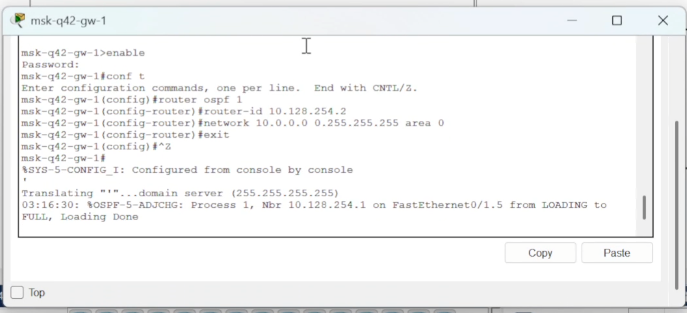 msk-q42-gw-1
msk-q42-gw-1>enable
Password:
msk-q42-gw-1#conf t
Enter configuration commands, one per line.  End with CNTL/Z.
msk-q42-gw-1(config)#router ospf 1
msk-q42-gw-1(config-router)#router-id 10.128.254.2
msk-q42-gw-1(config-router)#network 10.0.0.0 0.255.255.255 area 0
msk-q42-gw-1(config-router)#exit
msk-q42-gw-1(config)#^Z
msk-q42-gw-1#
%SYS-5-CONFIG_I: Configured from console by console
'
Translating "'"...domain server (255.255.255.255)
03:16:30: %OSPF-5-ADJCHG: Process 1, Nbr 10.128.254.1 on FastEthernet0/1.5 from LOADING to
FULL, Loading Done
Copy Paste
Top